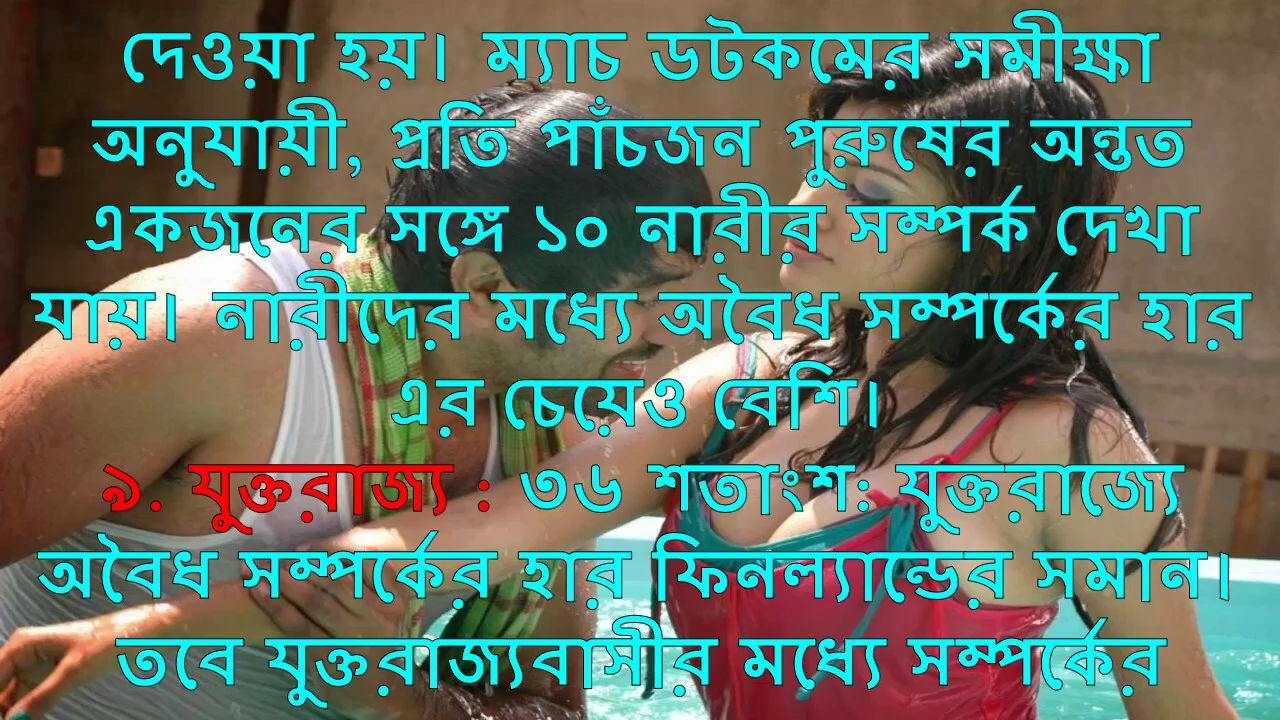 দেওয়া হয়। ম্যাচ ডটকমের সমীক্ষা
অনুযায়ী, প্রতি পাঁচজন পুরুষের অন্তত
একজনের সঙ্গে ১০ নারীর সম্পর্ক দেখা
যায়। নারীদের মধ্যে অবৈধ সম্পর্কের হার
এর চেয়েও বেশি।
৯. যুক্তরাজ্য : ৩৬ শতাংশ: যুক্তরাজ্যে
অবৈধ সম্পর্কের হার ফিনল্যান্ডের সমান।
তবে যুক্তরাজ্যবাসীর মধ্যে সম্পর্কের